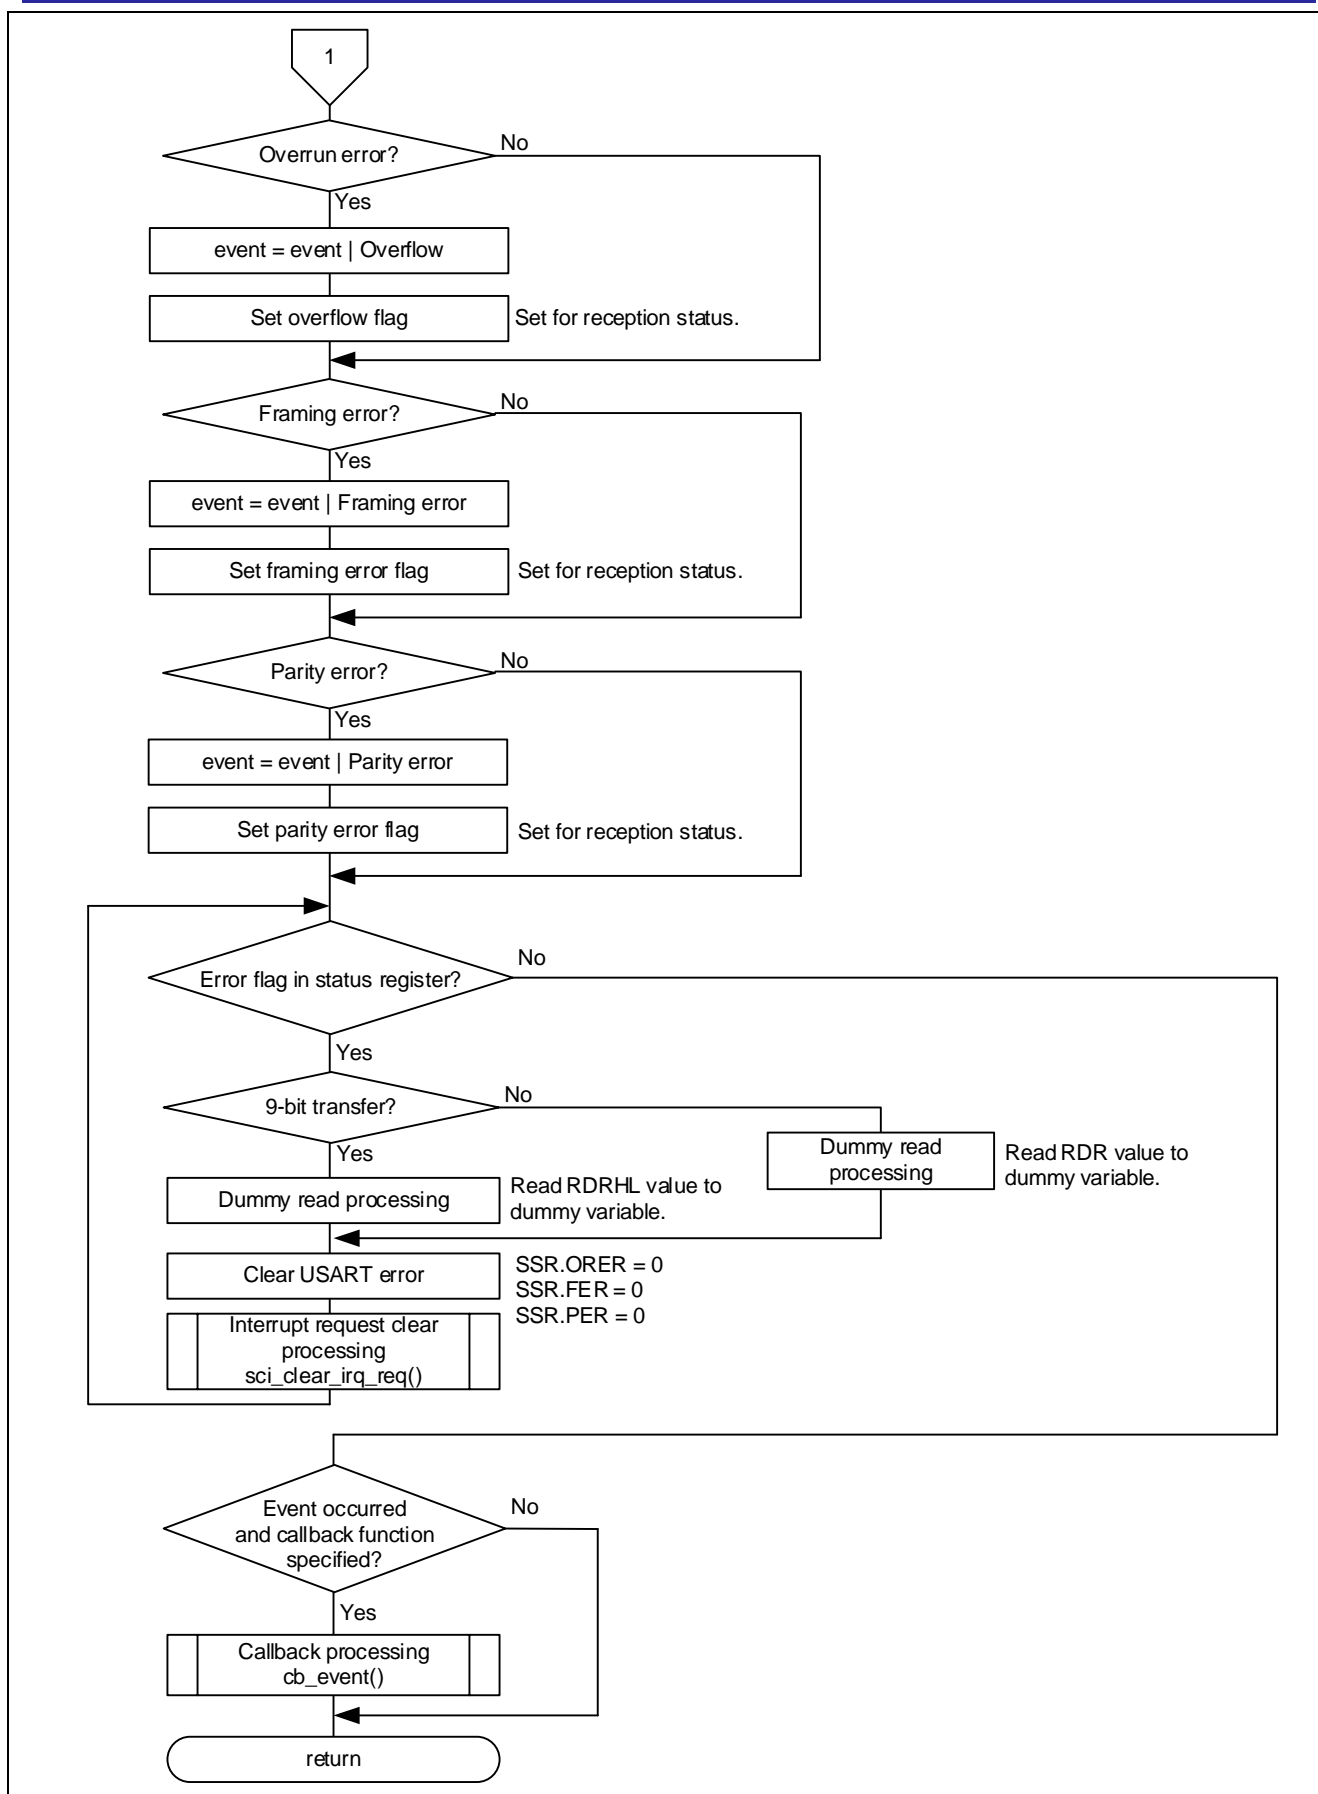 1
Overrun error?
No
Yes
event = event | Overflow
Set overflow flag
Set for reception status.
Framing error?
No
Yes
event = event | Framing error
Set framing error flag
Set for reception status.
Parity error?
No
Yes
event = event | Parity error
Set parity error flag
Set for reception status.
Error flag in status register?
No
Yes
9-bit transfer?
No
Yes
Dummy read
processing
Read RDR value to
dummy variable.
Dummy read processing
Read RDRHL value to
dummy variable.
Clear USART error
SSR.ORER = 0
SSR.FER = 0
SSR.PER = 0
Interrupt request clear
processing
sci_clear_irq_req()
Event occurred
and callback function
specified?
No
Yes
Callback processing
cb_event()
return